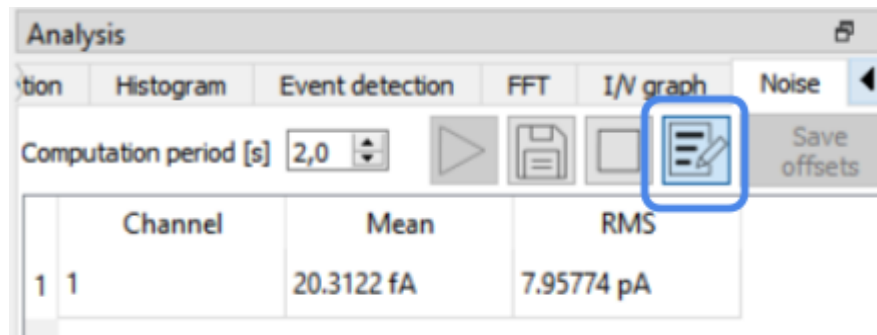 Analysis
tion Histogram Event detection FFT I/V graph Noise
Computation period [s] 2,0 Save
offsets
Channel Mean RMS
1 1 20.3122 fA 7.95774 pA